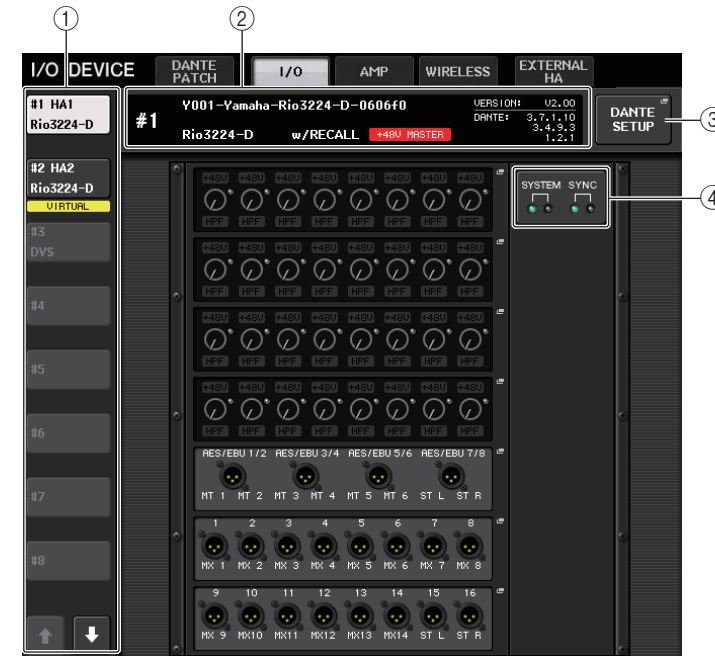 ① ②
I/O DEVICE DANTE PATCH I/O AMP WIRELESS EXTERNAL HA
#1 HA1
Rio3224-D
#1
Y001-Yamaha-Rio3224-D-0606f0
Rio3224-D w/RECALL +48V MASTER
VERSION: V2.00
DANTE: 3.7.1.10
3.4.9.3
1.2.1
DANTE SETUP
③
#2 HA2
Rio3224-D
VIRTUAL
#3
DVS
#4
#5
#6
#7
#8
SYSTEM SYNC
④
+48V +48V +48V +48V +48V +48V +48V +48V
HPF HPF HPF HPF HPF HPF HPF HPF
+48V +48V +48V +48V +48V +48V +48V +48V
HPF HPF HPF HPF HPF HPF HPF HPF
+48V +48V +48V +48V +48V +48V +48V +48V
HPF HPF HPF HPF HPF HPF HPF HPF
+48V +48V +48V +48V +48V +48V +48V +48V
HPF HPF HPF HPF HPF HPF HPF HPF
AES/EBU 1/2 AES/EBU 3/4 AES/EBU 5/6 AES/EBU 7/8
MT 1 MT 2 MT 3 MT 4 MT 5 MT 6 ST L ST R
1 2 3 4 5 6 7 8
MX 1 MX 2 MX 3 MX 4 MX 5 MX 6 MX 7 MX 8
9 10 11 12 13 14 15 16
MX 9 MX10 MX11 MX12 MX13 MX14 ST L ST R